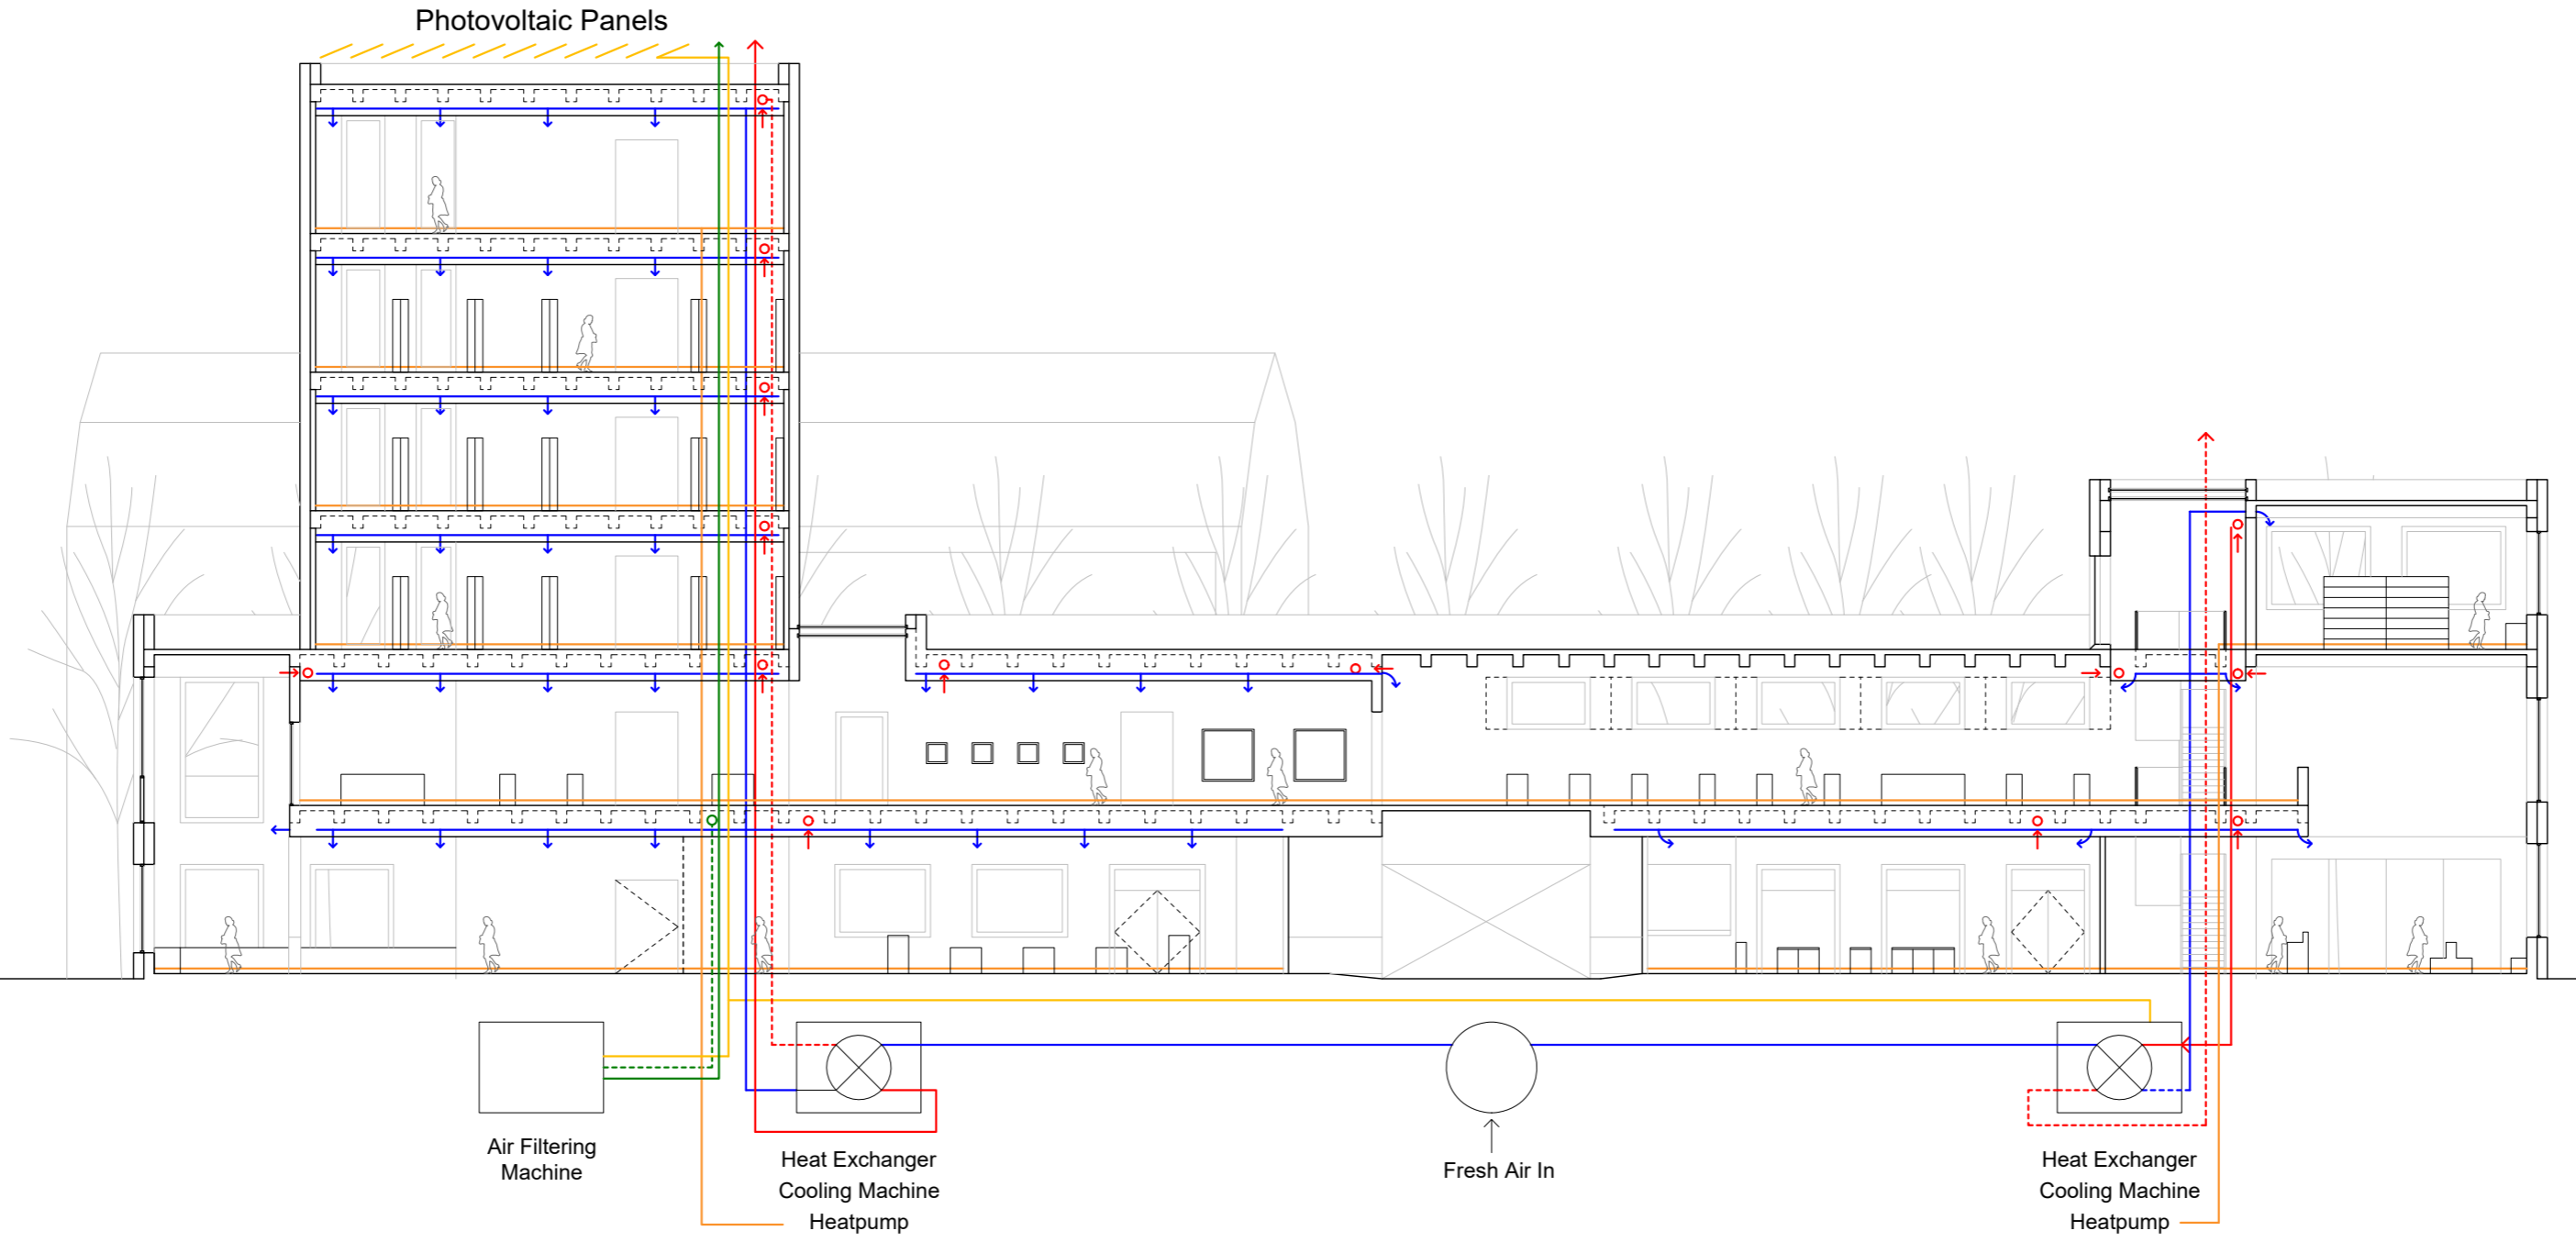 Photovoltaic Panels
Air Filtering
Machine
Heat Exchanger
Cooling Machine
Heatpump
Fresh Air In
Heat Exchanger
Cooling Machine
Heatpump